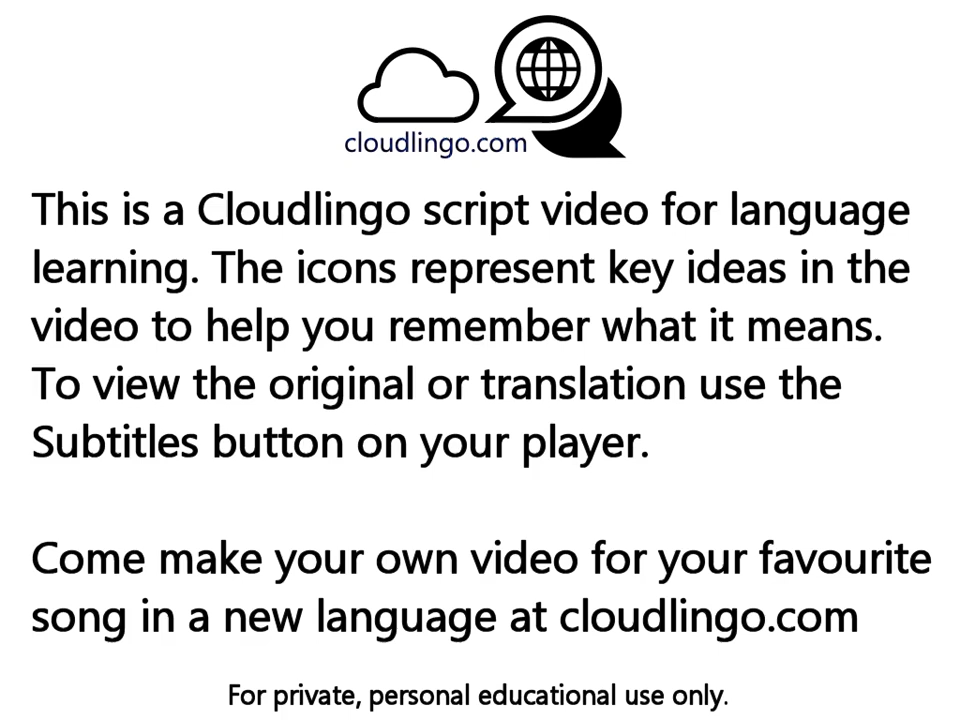 cloudlingo.com
This is a Cloudlingo script video for language
learning. The icons represent key ideas in the
video to help you remember what it means.
To view the original or translation use the
Subtitles button on your player.
Come make your own video for your favourite
song in a new language at cloudlingo.com
For private, personal educational use only.